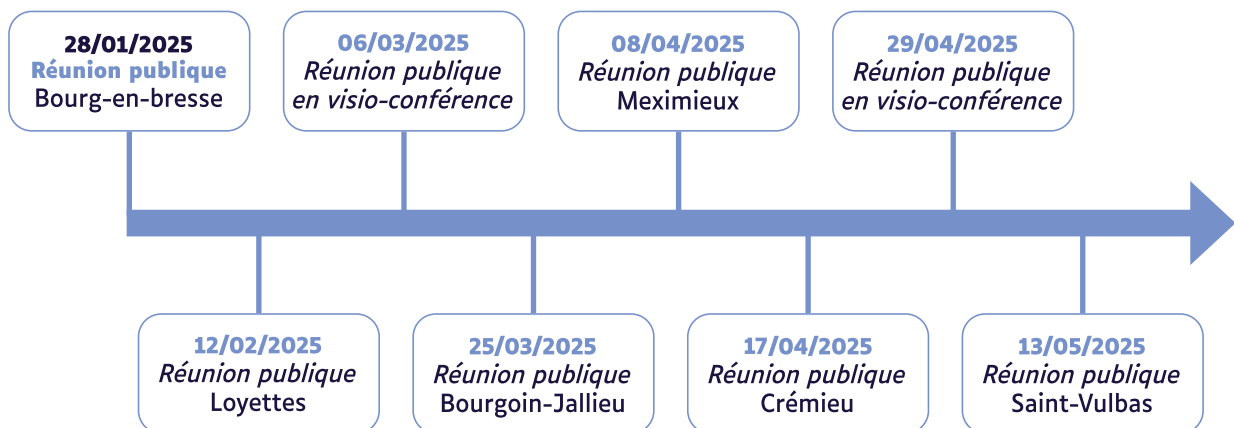 28/01/2025
Réunion publique
Bourg-en-bresse
06/03/2025
Réunion publique
en visio-conférence
08/04/2025
Réunion publique
Meximieux
29/04/2025
Réunion publique
en visio-conférence
12/02/2025
Réunion publique
Loyettes
25/03/2025
Réunion publique
Bourgoin-Jallieu
17/04/2025
Réunion publique
Crémieu
13/05/2025
Réunion publique
Saint-Vulbas